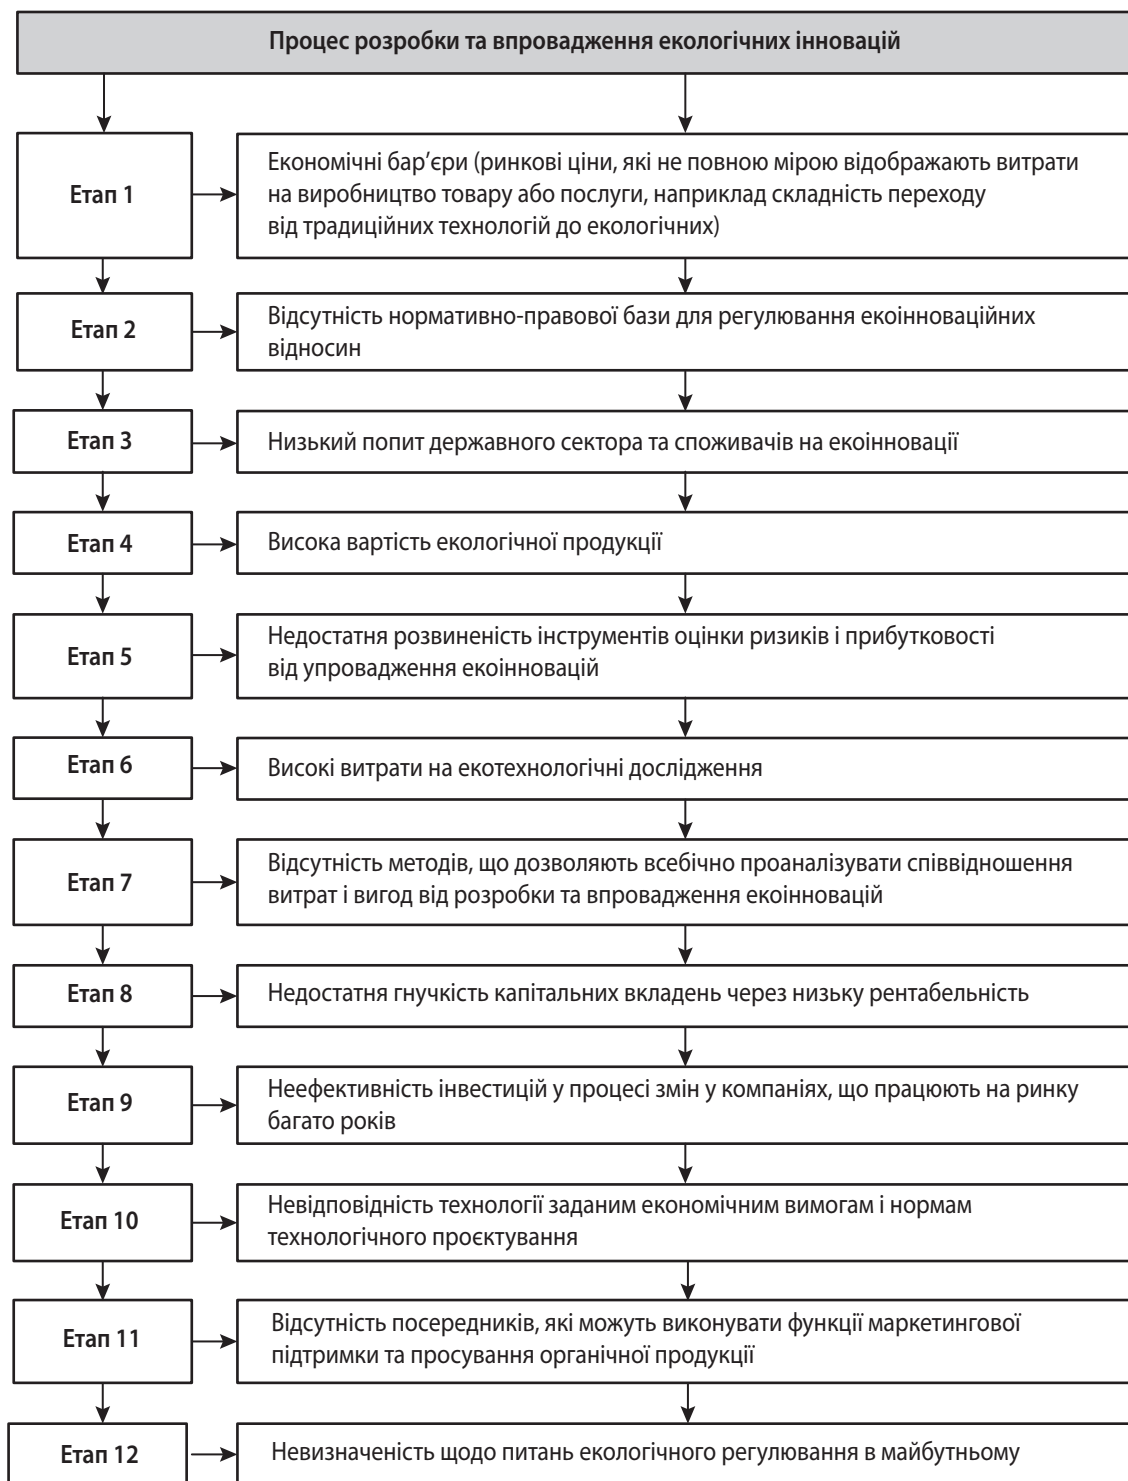 Процес розробки та впровадження екологічних інновацій
Етап 1
Економічні бар’єри (ринкові ціни, які не повною мірою відображають витрати
на виробництво товару або послуги, наприклад складність переходу
від традиційних технологій до екологічних)
Етап 2
Відсутність нормативно-правової бази для регулювання екоінноваційних
відносин
Етап 3
Низький попит державного сектора та споживачів на екоінновації
Етап 4
Висока вартість екологічної продукції
Етап 5
Недостатня розвиненість інструментів оцінки ризиків і прибутковості
від упровадження екоінновацій
Етап 6
Високі витрати на екотехнологічні дослідження
Етап 7
Відсутність методів, що дозволяють всебічно проаналізувати співвідношення
витрат і вигод від розробки та впровадження екоінновацій
Етап 8
Недостатня гнучкість капітальних вкладень через низьку рентабельність
Етап 9
Неефективність інвестицій у процесі змін у компаніях, що працюють на ринку
багато років
Етап 10
Невідповідність технології заданим економічним вимогам і нормам
технологічного проєктування
Етап 11
Відсутність посередників, які можуть виконувати функції маркетингової
підтримки та просування органічної продукції
Етап 12
Невизначеність щодо питань екологічного регулювання в майбутньому